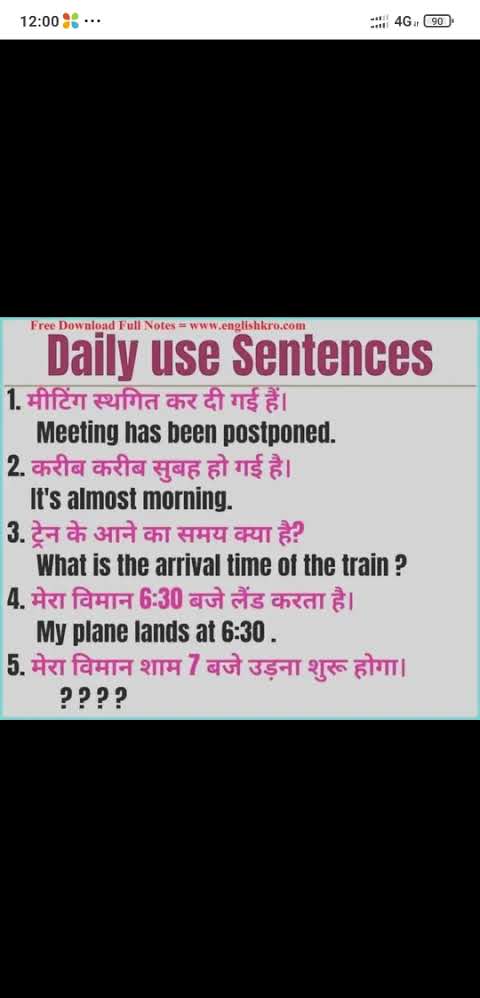 12:00 ... 4G 90
Free Download Full Notes = www.englishkro.com
Daily use Sentences
1. मीटिंग स्थगित कर दी गई हैं।
Meeting has been postponed.
2. करीब करीब सुबह हो गई है।
It's almost morning.
3. ट्रेन के आने का समय क्या है?
What is the arrival time of the train ?
4. मेरा विमान 6:30 बजे लैंड करता है।
My plane lands at 6:30 .
5. मेरा विमान शाम 7 बजे उड़ना शुरू होगा।
? ? ? ?